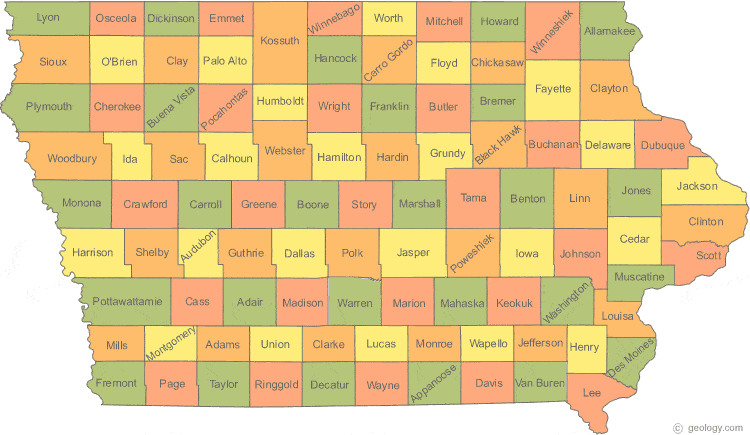 Lyon Osceola Dickinson Emmet Winnebago Worth Mitchell Howard Winneshiek Allamakee
Kossuth
Sioux O'Brien Clay Palo Alto Hancock Cerro Gordo Floyd Chickasaw
Fayette Clayton
Plymouth Cherokee Buena Vista Pocahontas Humboldt Wright Franklin Butler Bremer
Woodbury Ida Sac Calhoun Webster Hamilton Hardin Grundy Black Hawk Buchanan Delaware Dubuque
Jackson
Monona Crawford Carroll Greene Boone Story Marshall Tama Benton Linn Jones
Clinton
Harrison Shelby Audubon Guthrie Dallas Polk Jasper Poweshiek Iowa Johnson Cedar Scott
Muscatine
Pottawattamie Cass Adair Madison Warren Marion Mahaska Keokuk Washington
Louisa
Mills Montgomery Adams Union Clarke Lucas Monroe Wapello Jefferson Henry Des Moines
Fremont Page Taylor Ringgold Decatur Wayne Appanoose Davis Van Buren Lee
© geology.com